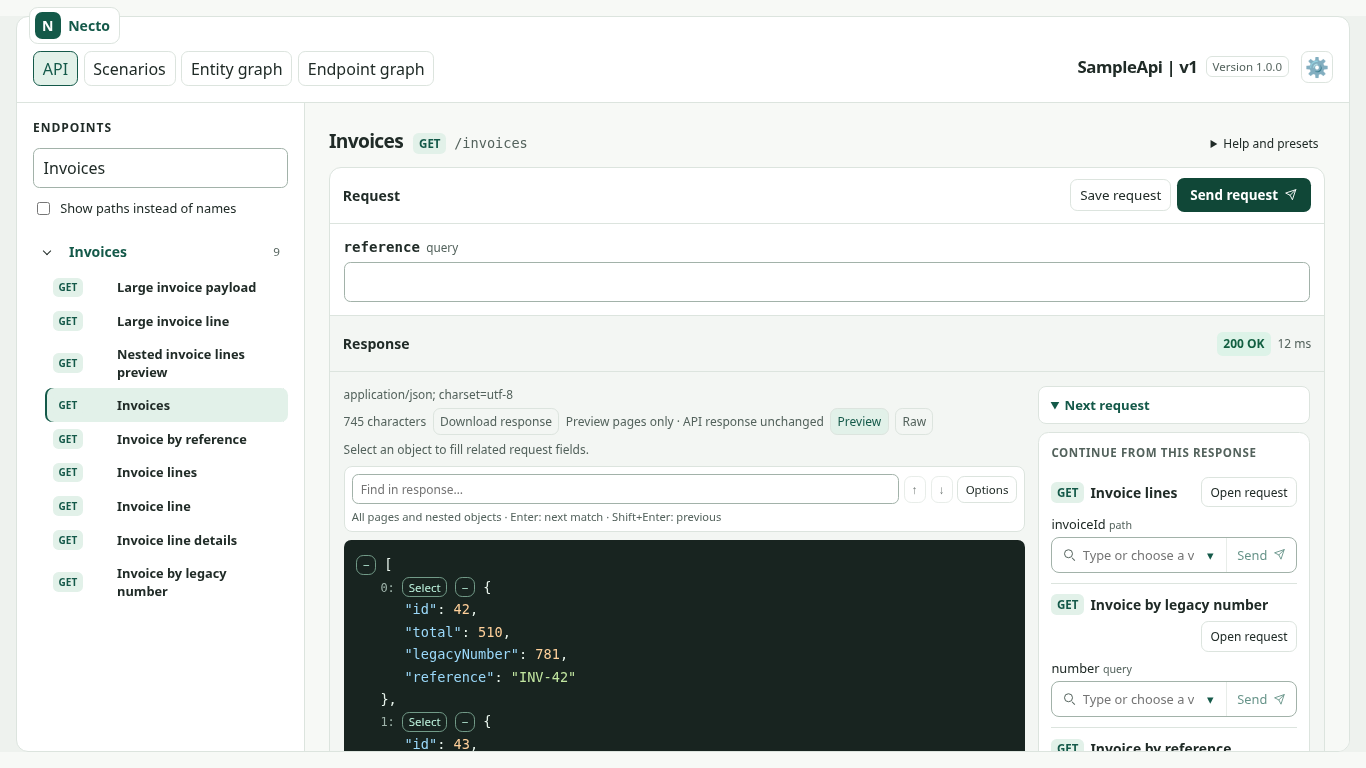 N Necto
API Scenarios Entity graph Endpoint graph
SampleApi | v1 Version 1.0.0
ENDPOINTS
Invoices
Show paths instead of names
Invoices 9
GET Large invoice payload
GET Large invoice line
GET Nested invoice lines preview
GET Invoices
GET Invoice by reference
GET Invoice lines
GET Invoice line
GET Invoice line details
GET Invoice by legacy number
Invoices GET /invoices
Help and presets
Request
Save request Send request
reference query
Response
200 OK 12 ms
application/json; charset=utf-8
745 characters Download response Preview pages only · API response unchanged Preview Raw
Select an object to fill related request fields.
Find in response... ↑ ↓ Options
All pages and nested objects · Enter: next match · Shift+Enter: previous
− [
0: Select − {
"id": 42,
"total": 510,
"legacyNumber": 781,
"reference": "INV-42"
},
1: Select − {
"id": 43,
Next request
CONTINUE FROM THIS RESPONSE
GET Invoice lines Open request
invoiceId path
Type or choose a v Send
GET Invoice by legacy number
Open request
number query
Type or choose a v Send
GET Invoice by reference